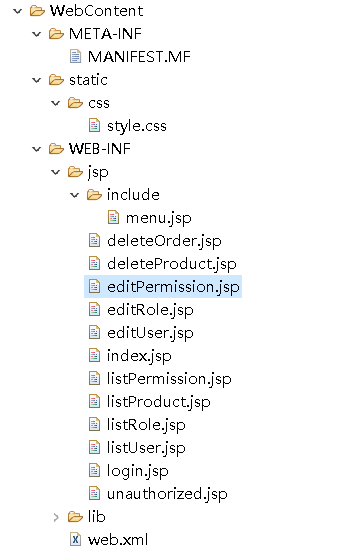 WebContent
META-INF
MANIFEST.MF
static
css
style.css
WEB-INF
jsp
include
menu.jsp
deleteOrder.jsp
deleteProduct.jsp
editPermission.jsp
editRole.jsp
editUser.jsp
index.jsp
listPermission.jsp
listProduct.jsp
listRole.jsp
listUser.jsp
login.jsp
unauthorized.jsp
lib
web.xml